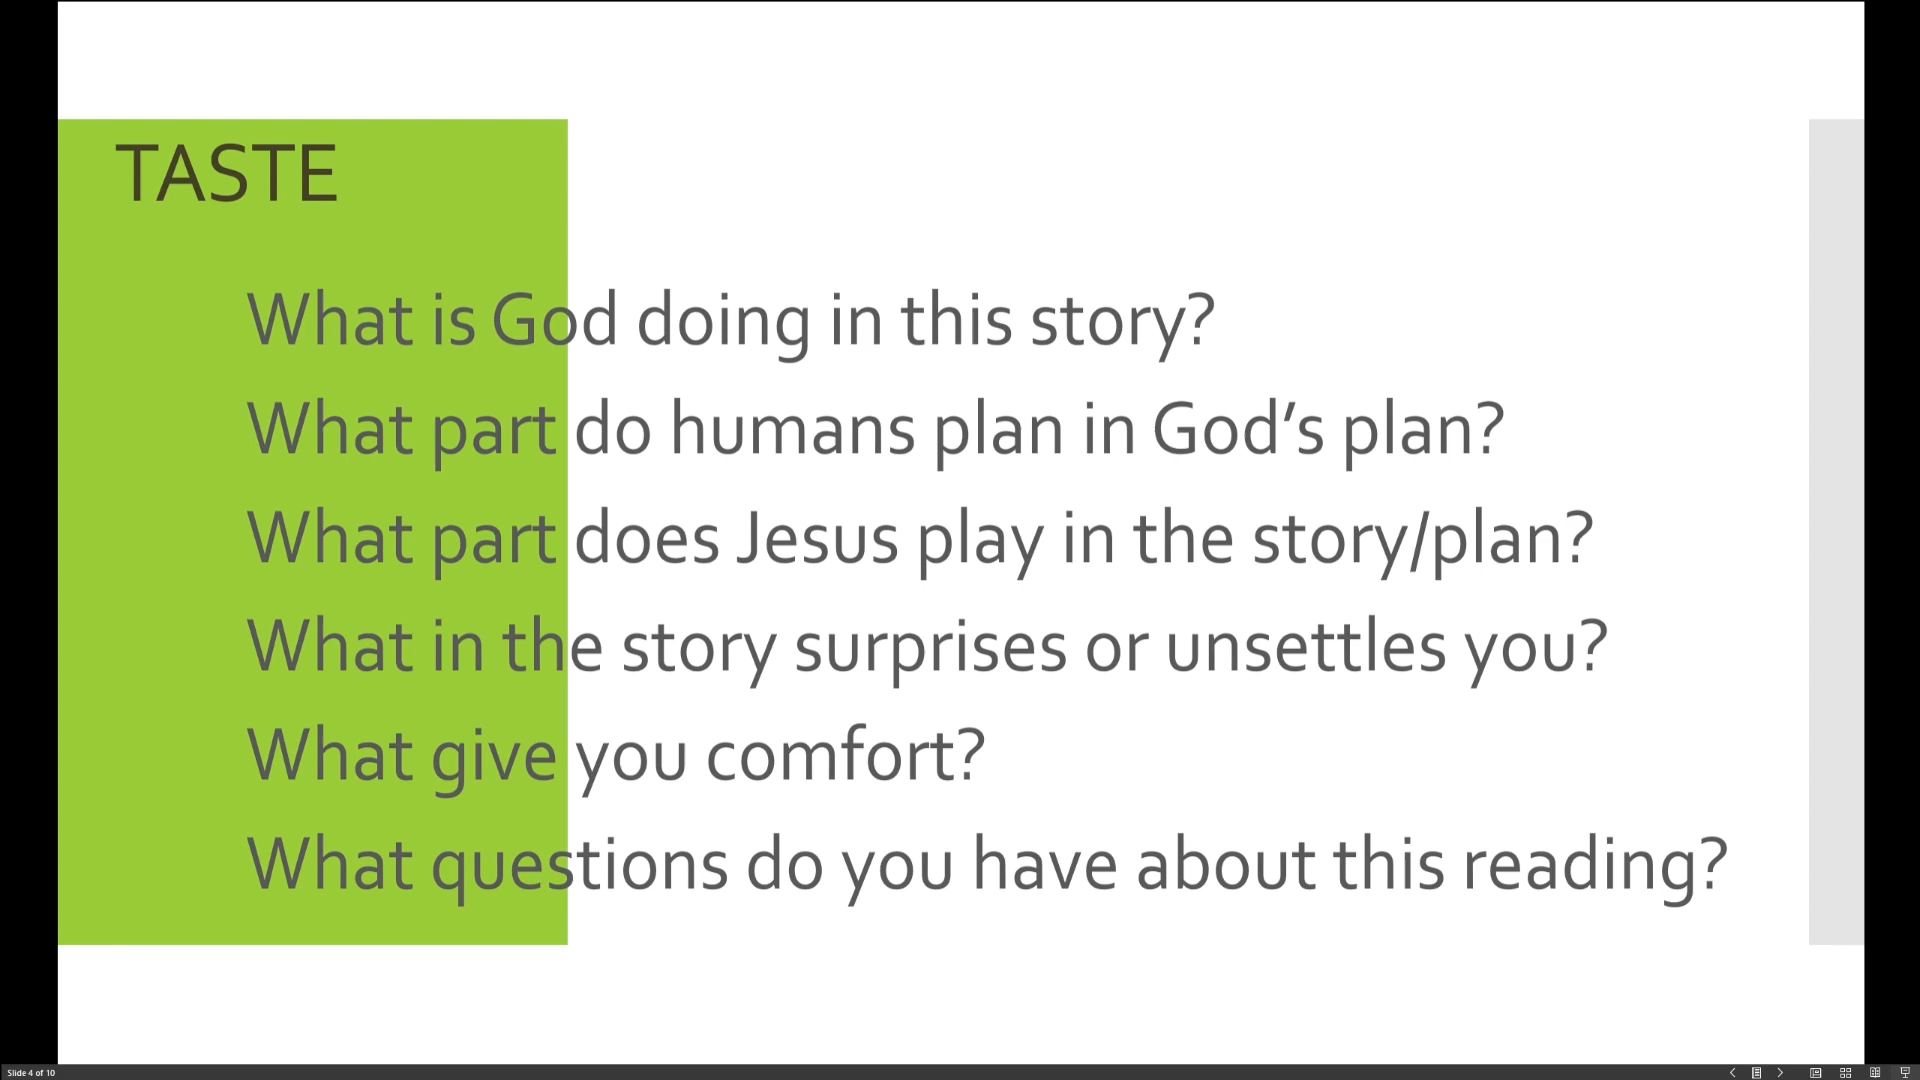 TASTE
What is God doing in this story?
What part do humans plan in God’s plan?
What part does Jesus play in the story/plan?
What in the story surprises or unsettles you?
What give you comfort?
What questions do you have about this reading?
Slide 4 of 10